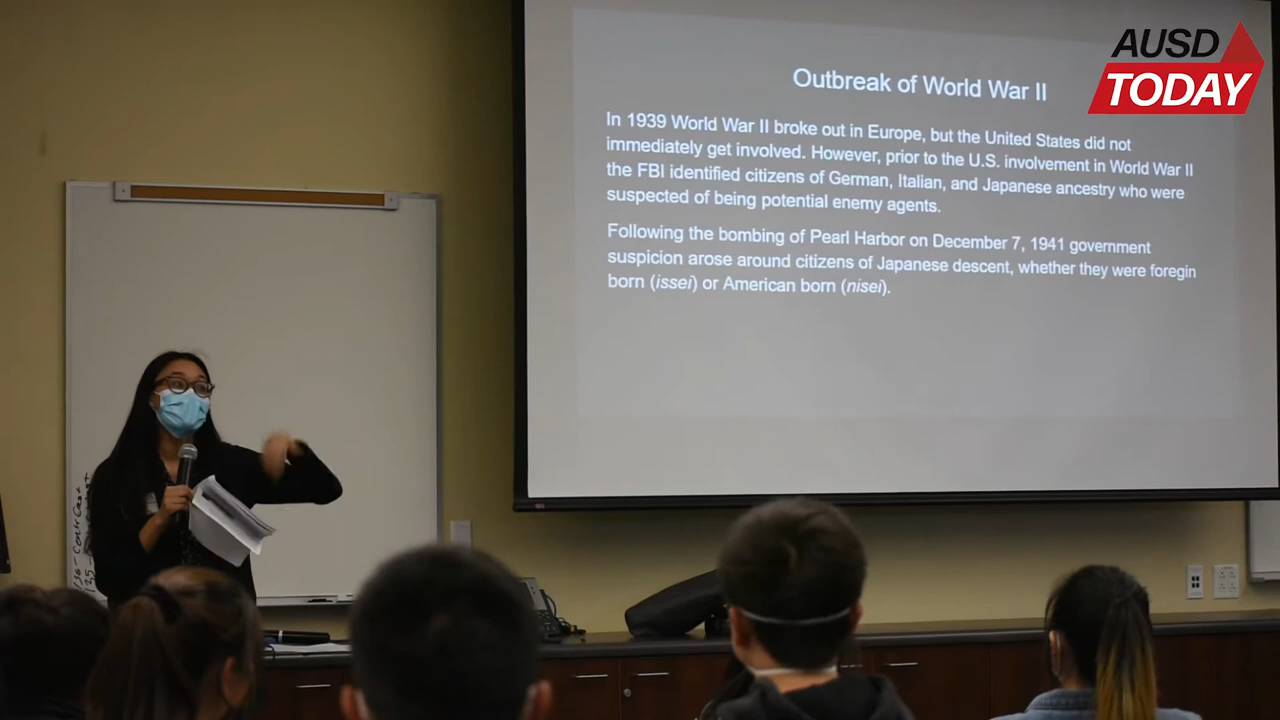 AUSD
TODAY
Outbreak of World War II
In 1939 World War II broke out in Europe, but the United States did not
immediately get involved. However, prior to the U.S. involvement in World War II
the FBI identified citizens of German, Italian, and Japanese ancestry who were
suspected of being potential enemy agents.
Following the bombing of Pearl Harbor on December 7, 1941 government
suspicion arose around citizens of Japanese descent, whether they were foregin
born (issei) or American born (nisei).